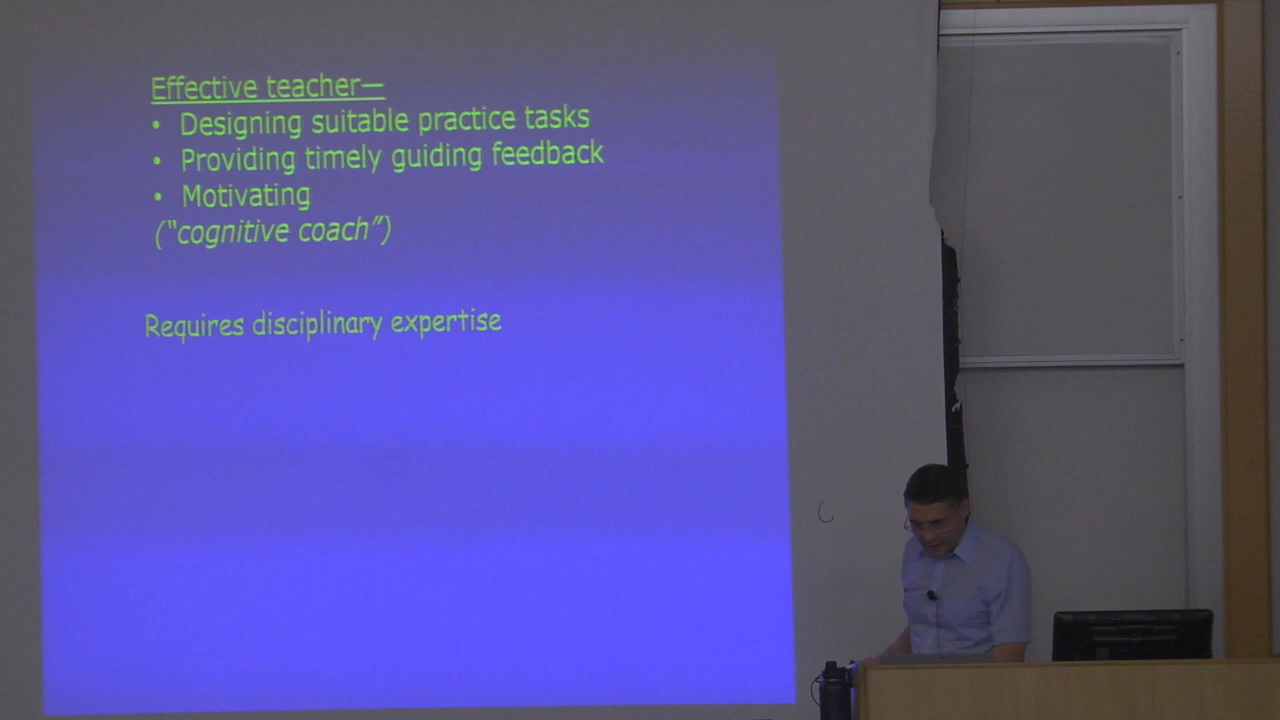 Effective teacher—
• Designing suitable practice tasks
• Providing timely guiding feedback
• Motivating
(“cognitive coach”)
Requires disciplinary expertise